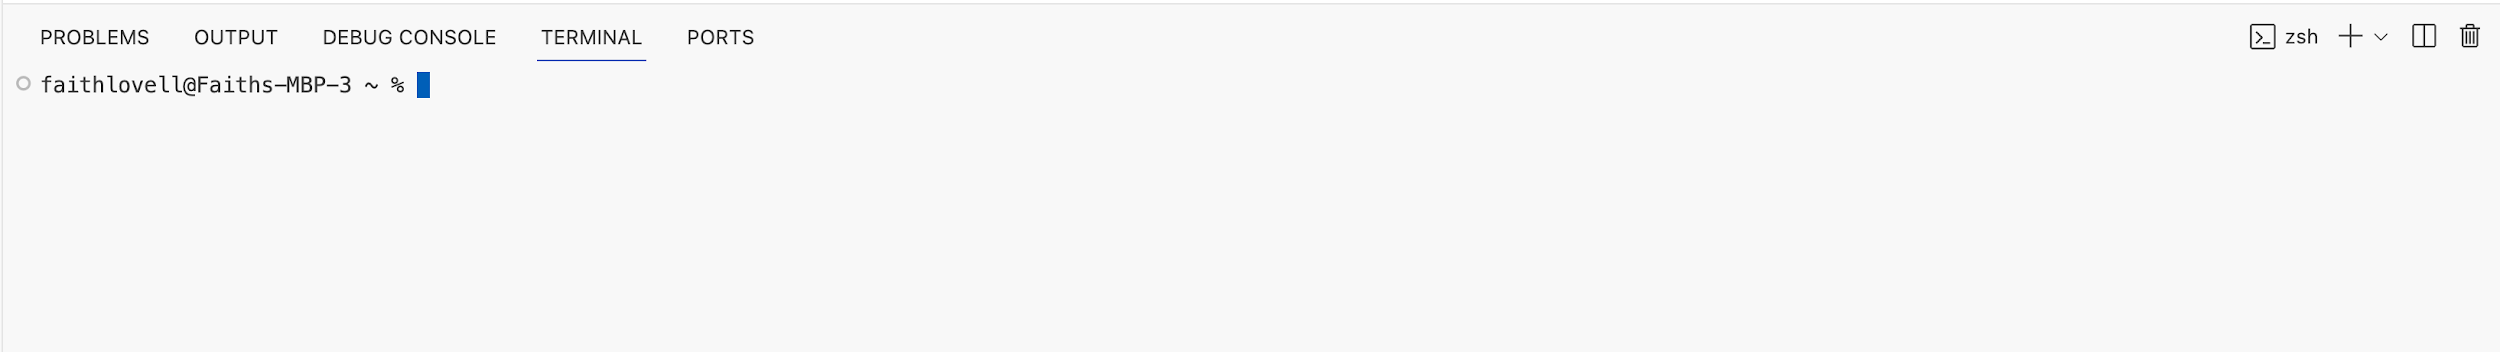 PROBLEMS OUTPUT DEBUG CONSOLE TERMINAL PORTS zsh
faithlovell@Faiths-MBP-3 ~ %